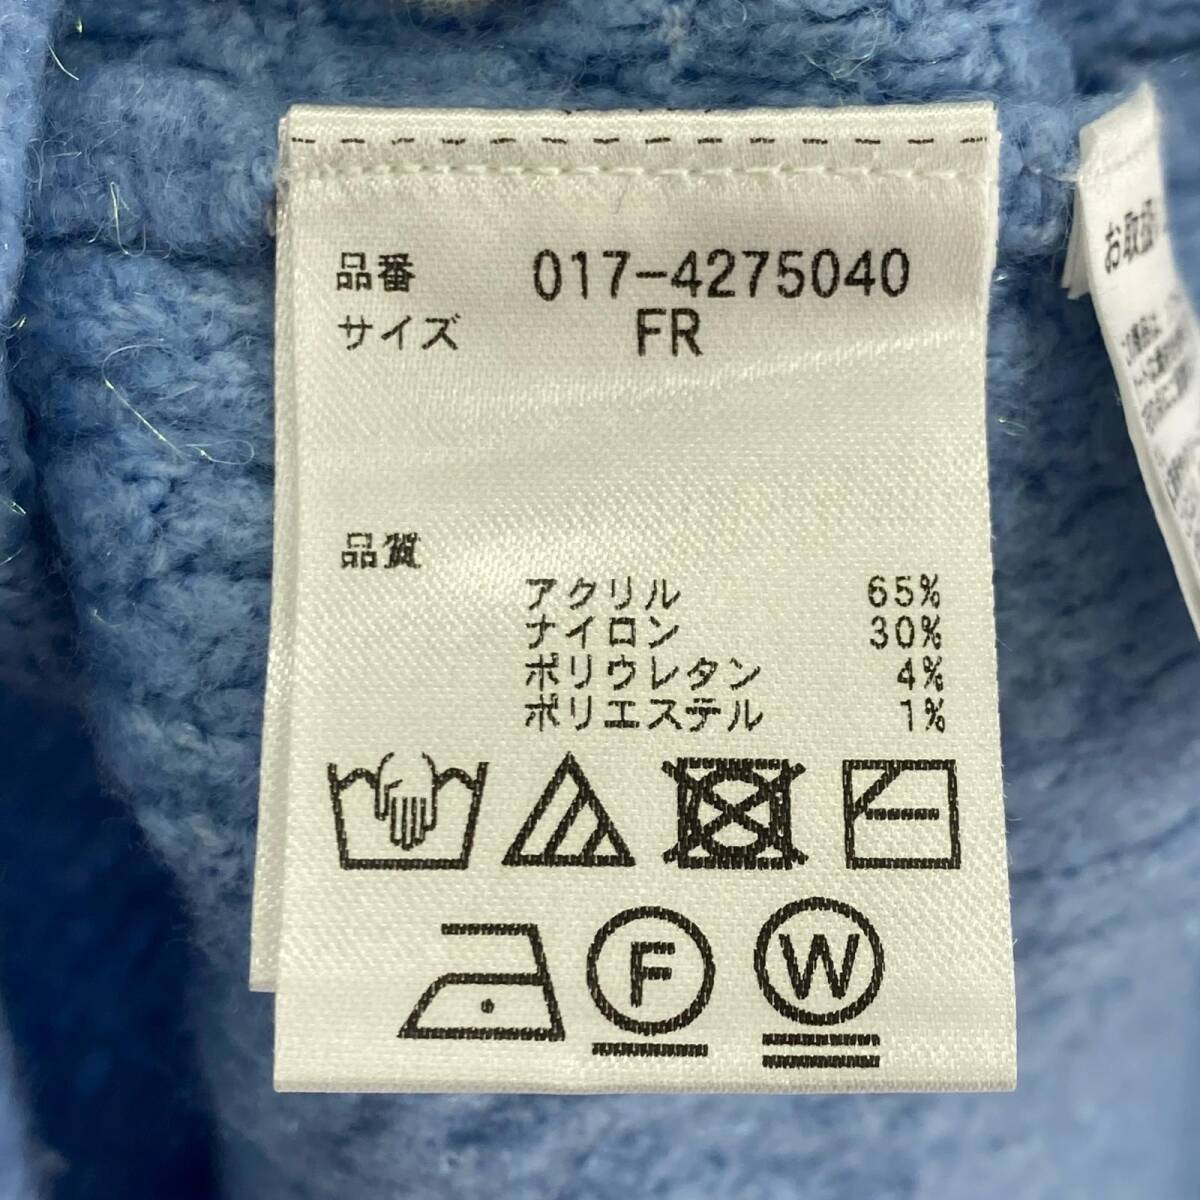 品番 017-4275040
サイズ FR
品質
アクリル 65%
ナイロン 30%
ポリウレタン 4%
ポリエステル 1%
F
W
お取扱